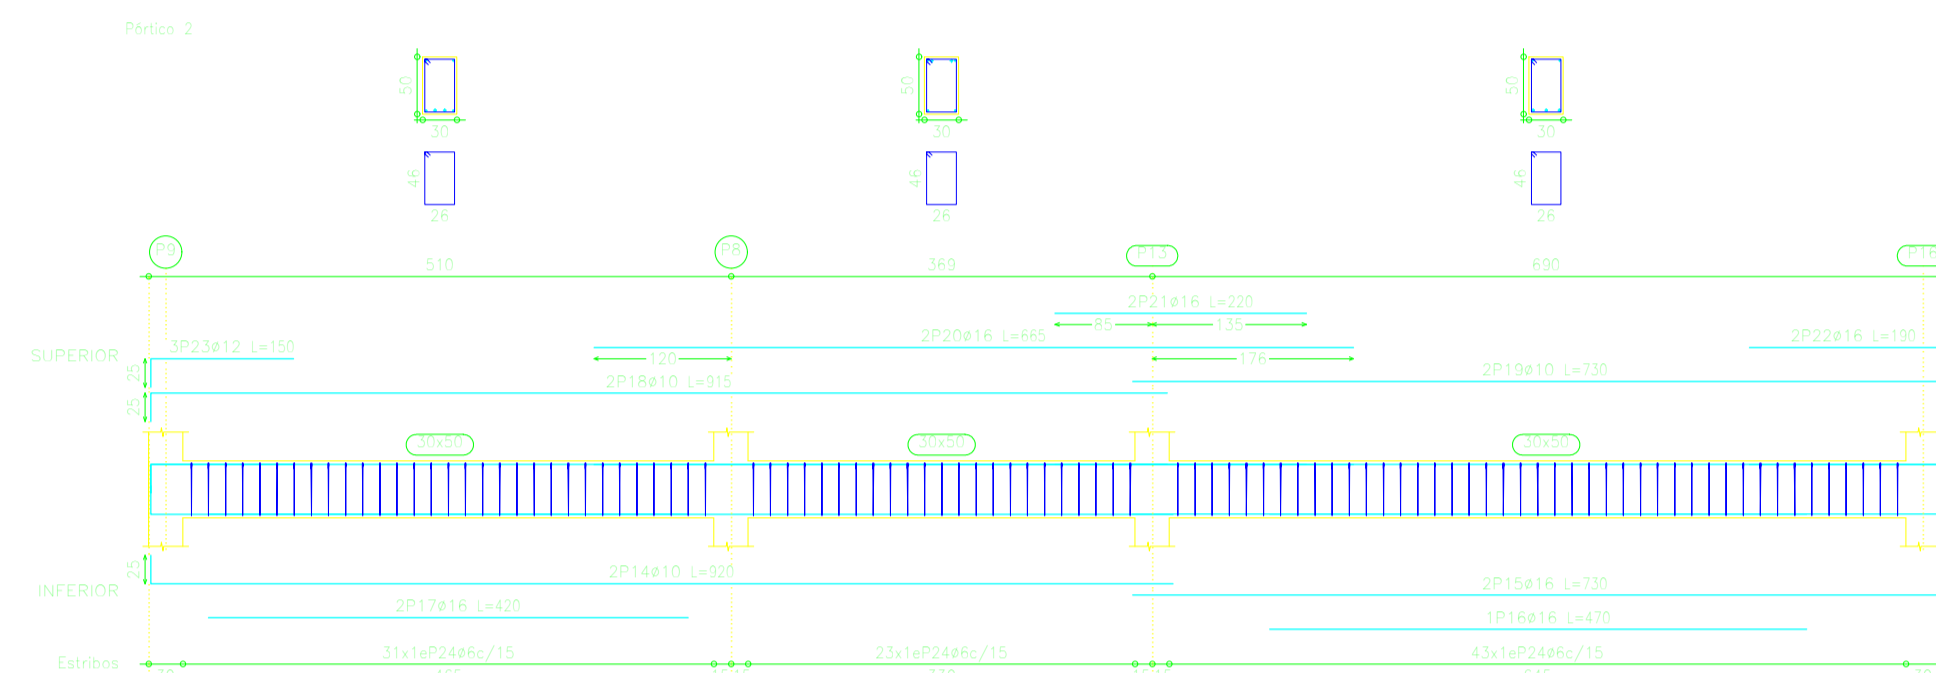 Pórtico 2
50 50 50
30 30 30
46 46 46
26 26 26
P9 P8 P13 P16
510 369 690
2P21ø16 L=220
85 135
2P20ø16 L=665 2P22ø16 L=190
SUPERIOR 3P23ø12 L=150
120 176
25
2P19ø10 L=730
2P18ø10 L=915
25
30x50 30x50 30x50
25
2P14ø10 L=920
INFERIOR 2P15ø16 L=730
2P17ø16 L=420
1P16ø16 L=470
Estribos 31x1eP24ø6c/15 23x1eP24ø6c/15 43x1eP24ø6c/15